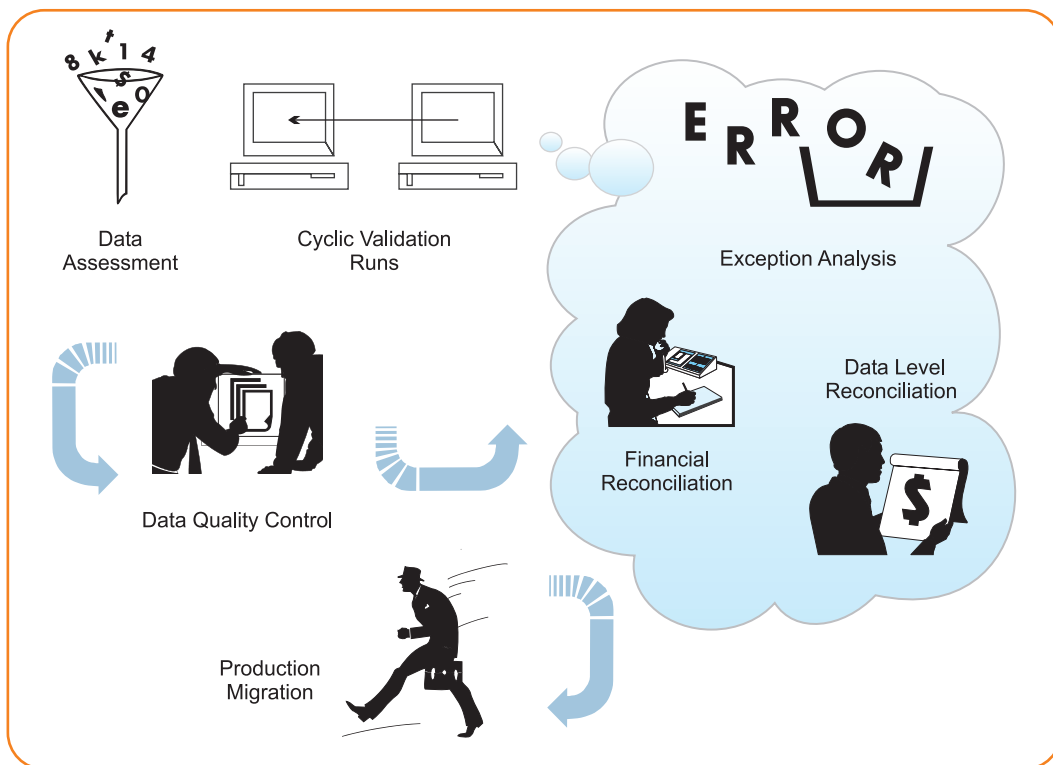 8 k t 1 4
$ e O
Data
Assessment
Cyclic Validation
Runs
ERROR
Exception Analysis
Data Level
Reconciliation
Financial
Reconciliation
$
Data Quality Control
Production
Migration